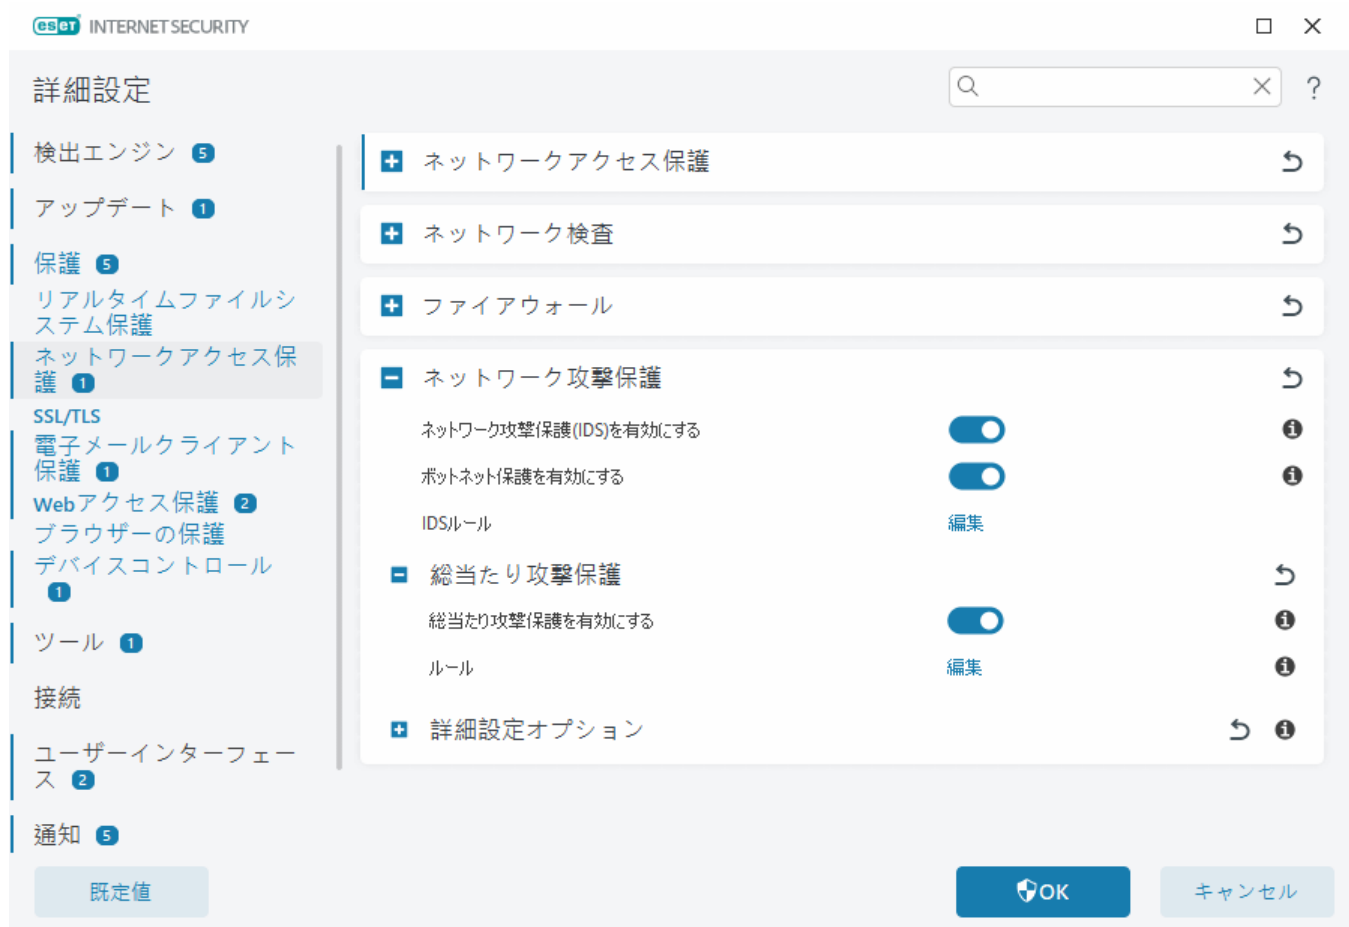 eset INTERNET SECURITY
詳細設定
?
検出エンジン 5
アップデート 1
保護 5
リアルタイムファイルシ
ステム保護
ネットワークアクセス保
護 1
SSL/TLS
電子メールクライアント
保護 1
Webアクセス保護 2
ブラウザーの保護
デバイスコントロール
1
ツール 1
接続
ユーザーインターフェー
ス 2
通知 5
ネットワークアクセス保護
ネットワーク検査
ファイアウォール
ネットワーク攻撃保護
ネットワーク攻撃保護(IDS)を有効にする
ボットネット保護を有効にする
IDSルール 編集
総当たり攻撃保護
総当たり攻撃保護を有効にする
ルール 編集
詳細設定オプション
既定値
OK
キャンセル